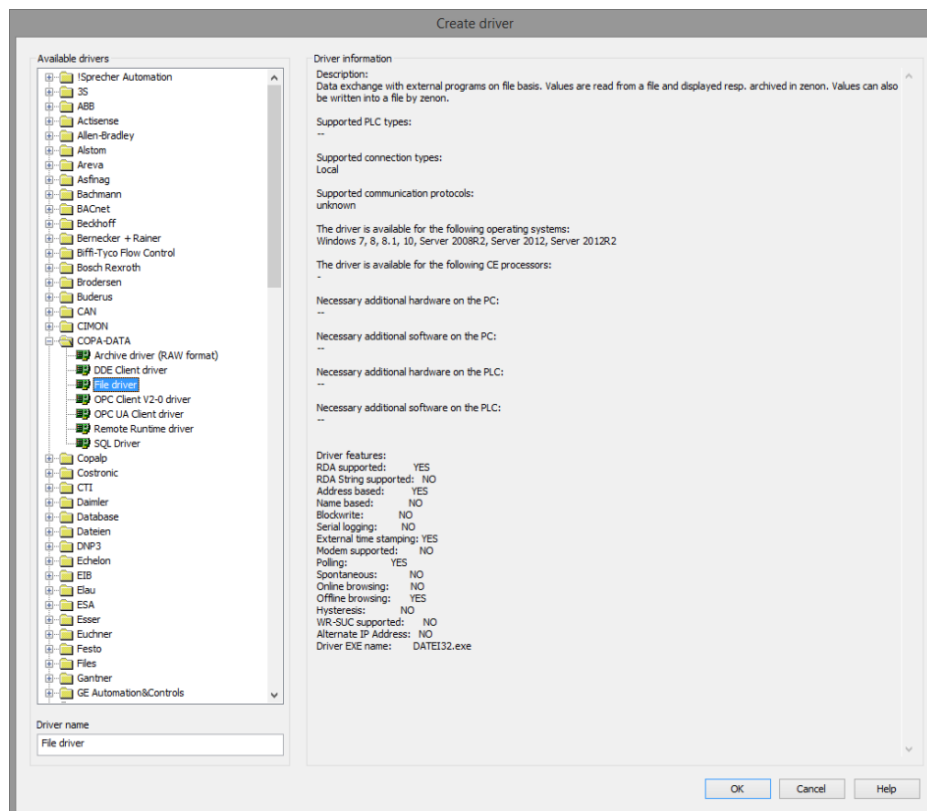 Create driver
Available drivers
!Sprecher Automation
3S
ABB
Actisense
Allen-Bradley
Alstom
Areva
Asfinag
Bachmann
BACnet
Beckhoff
Bernecker + Rainer
Biffi-Tyco Flow Control
Bosch Rexroth
Brodersen
Buderus
CAN
CIMON
COPA-DATA
Archive driver (RAW format)
DDE Client driver
File driver
OPC Client V2-0 driver
OPC UA Client driver
Remote Runtime driver
SQL Driver
Copalp
Costronic
CTI
Daimler
Database
Dateien
DNP3
Echelon
EIB
Elau
ESA
Esser
Euchner
Festo
Files
Gantner
GE Automation&Controls
Driver name
File driver
Driver information
Description:
Data exchange with external programs on file basis. Values are read from a file and displayed resp. archived in zenon. Values can also
be written into a file by zenon.
Supported PLC types:
--
Supported connection types:
Local
Supported communication protocols:
unknown
The driver is available for the following operating systems:
Windows 7, 8, 8.1, 10, Server 2008R2, Server 2012, Server 2012R2
The driver is available for the following CE processors:
-
Necessary additional hardware on the PC:
--
Necessary additional software on the PC:
--
Necessary additional hardware on the PLC:
--
Necessary additional software on the PLC:
--
Driver features:
RDA supported: YES
RDA String supported: NO
Address based: YES
Name based: NO
Blockwrite: NO
Serial logging: NO
External time stamping: YES
Modem supported: NO
Polling: YES
Spontaneous: NO
Online browsing: NO
Offline browsing: YES
Hysteresis: NO
WR-SUC supported: NO
Alternate IP Address: NO
Driver EXE name: DATEI32.exe
OK
Cancel
Help